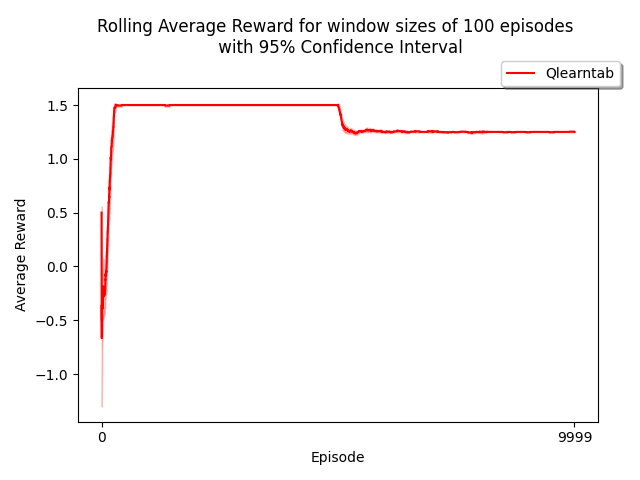 Rolling Average Reward for window sizes of 100 episodes
with 95% Confidence Interval
Qlearntab
1.5
1.0
0.5
0.0
−0.5
−1.0
Average Reward
0
9999
Episode